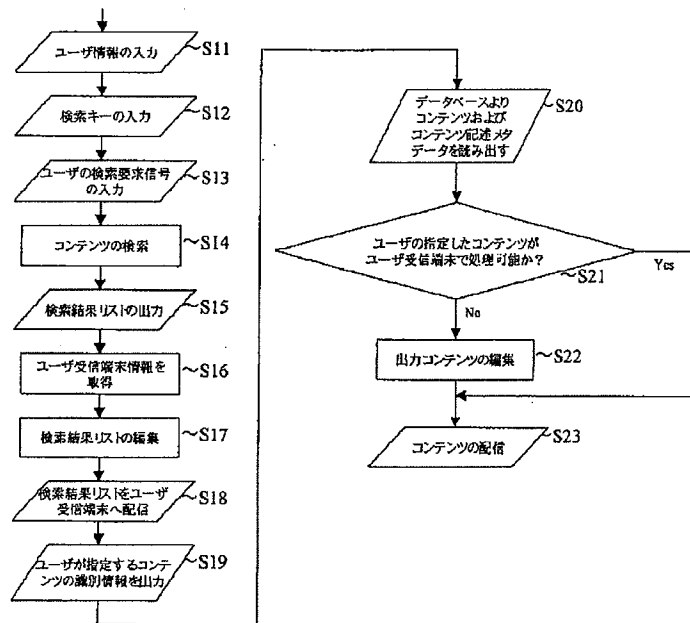 ユーザ情報の入力
S11
検索キーの入力
S12
ユーザの検索要求信号
の入力
S13
コンテンツの検索
S14
検索結果リストの出力
S15
ユーザ受信端末情報を
取得
S16
検索結果リストの編集
S17
検索結果リストをユーザ
受信端末へ配信
S18
ユーザが指定するコンテ
ンツの識別情報を出力
S19
データベースより
コンテンツおよび
コンテンツ記述メタ
データを読み出す
S20
ユーザの指定したコンテンツが
ユーザ受信端末で処理可能か?
S21
Yes
No
出力コンテンツの編集
S22
コンテンツの配信
S23